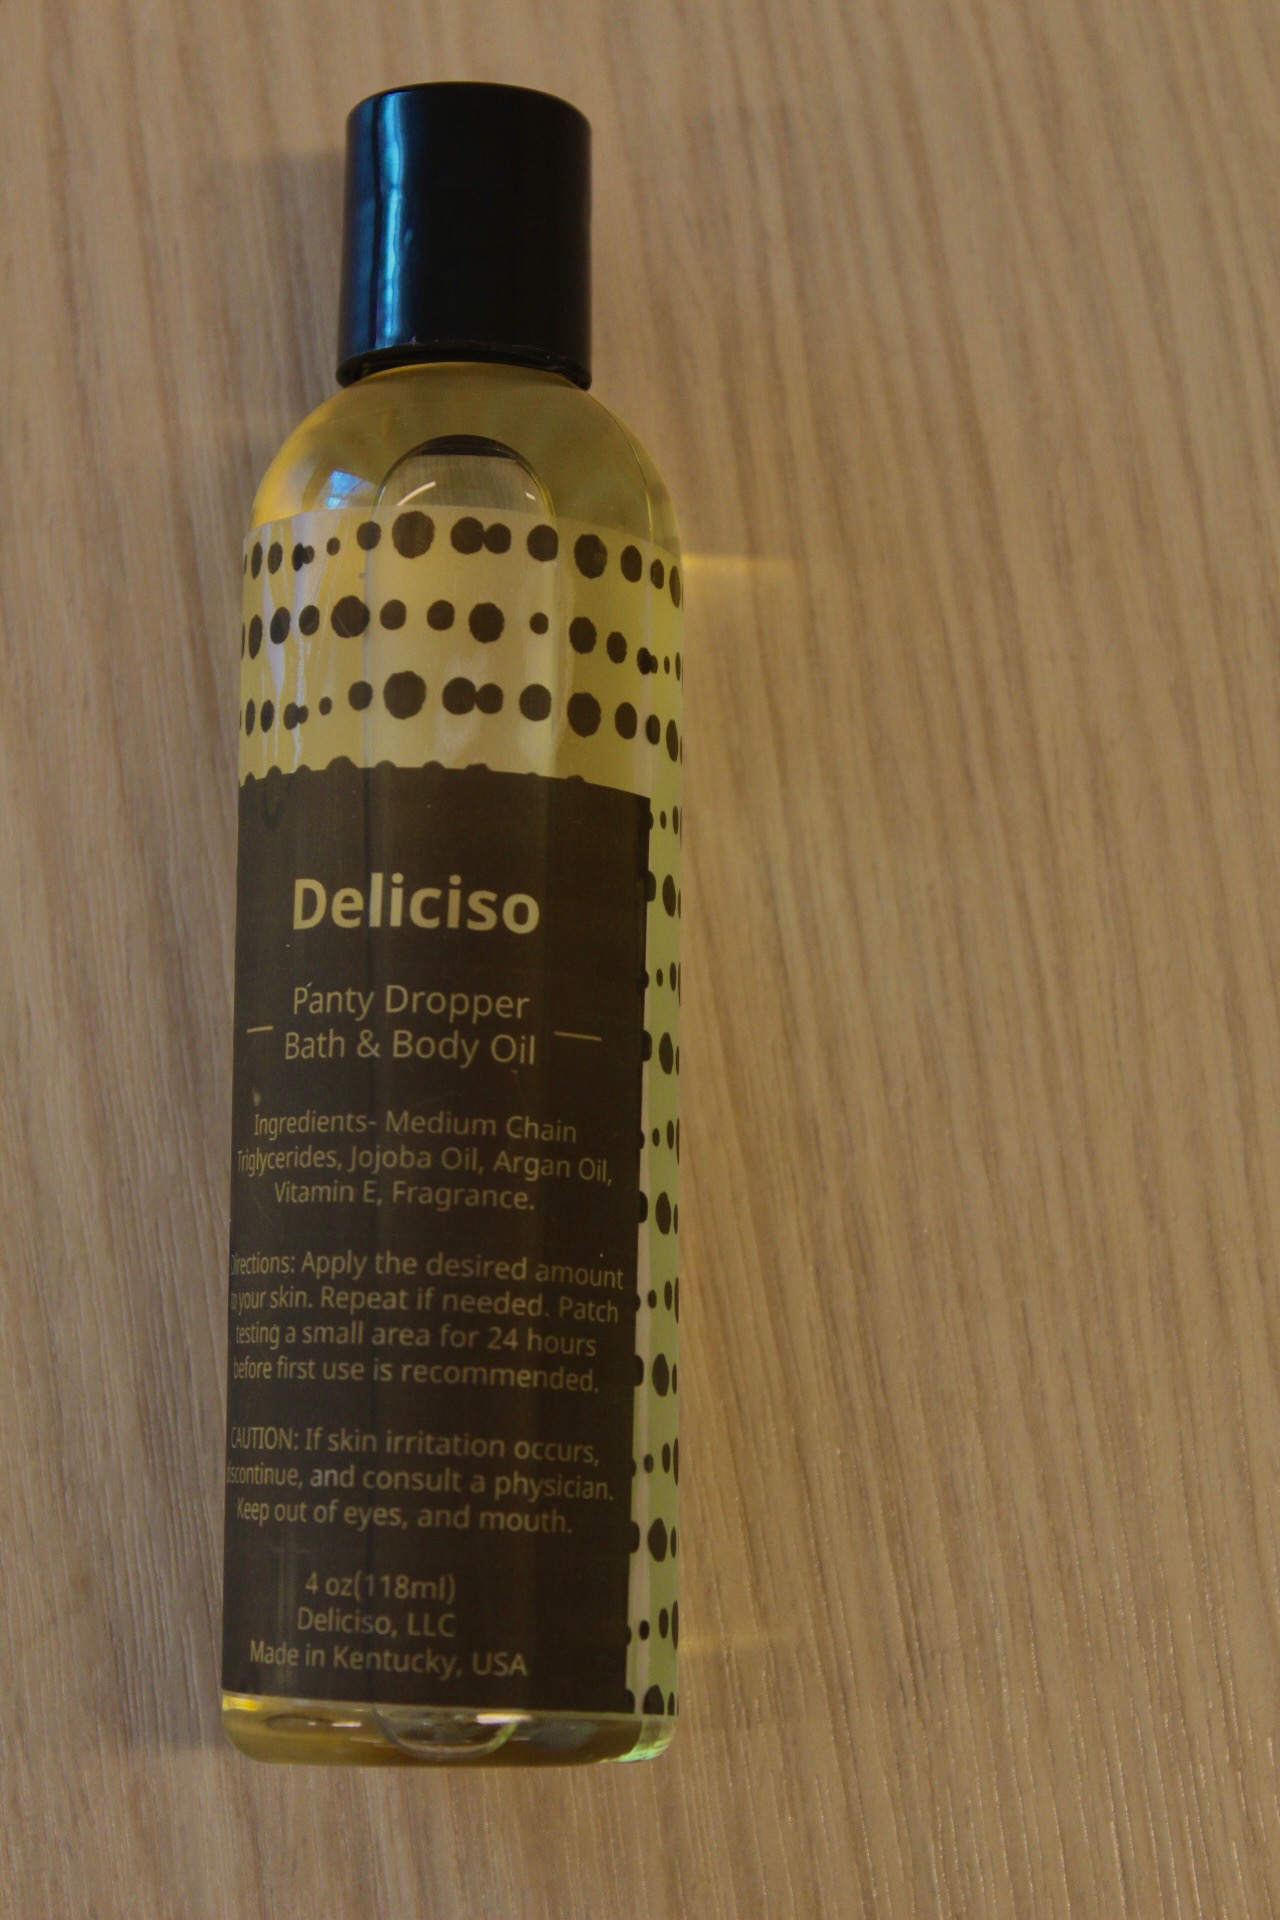 Deliciso
Panty Dropper
Bath & Body Oil
Ingredients- Medium Chain
Triglycerides, Jojoba Oil, Argan Oil,
Vitamin E, Fragrance.
Directions: Apply the desired amount
to your skin. Repeat if needed. Patch
testing a small area for 24 hours
before first use is recommended.
CAUTION: If skin irritation occurs,
discontinue, and consult a physician.
Keep out of eyes, and mouth.
4 oz(118ml)
Deliciso, LLC
Made in Kentucky, USA